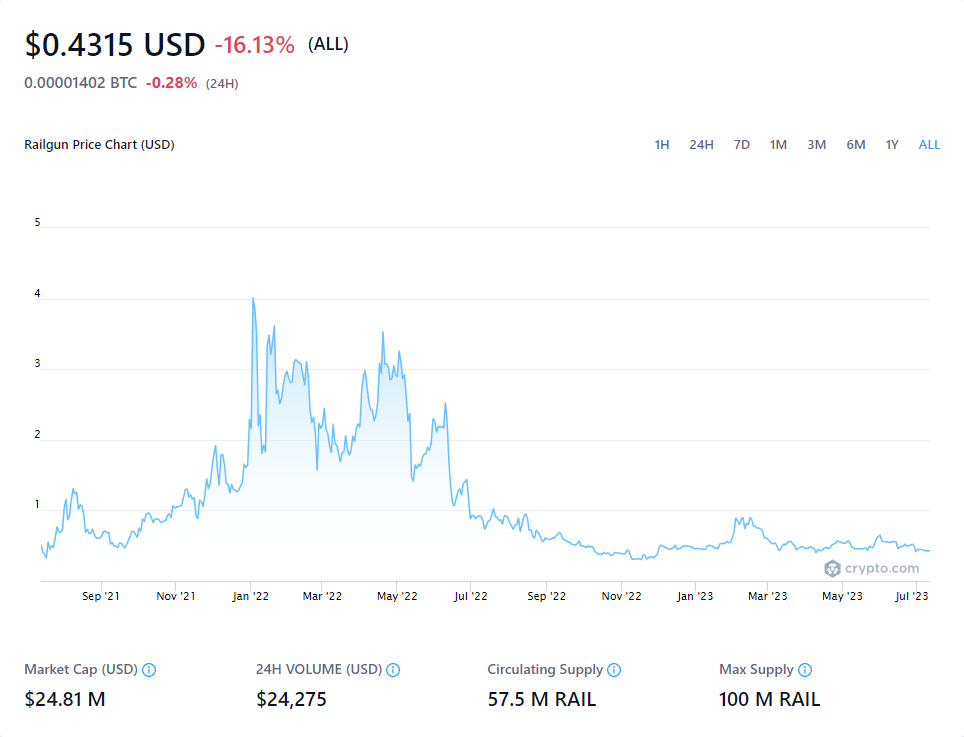 $0.4315 USD -16.13% (ALL)
0.00001402 BTC -0.28% (24H)
Railgun Price Chart (USD) 1H 24H 7D 1M 3M 6M 1Y ALL
5
4
3
2
1
crypto.com
Sep '21 Nov '21 Jan '22 Mar '22 May '22 Jul '22 Sep '22 Nov '22 Jan '23 Mar '23 May '23 Jul '23
Market Cap (USD) 24H VOLUME (USD) Circulating Supply Max Supply
$24.81 M $24,275 57.5 M RAIL 100 M RAIL